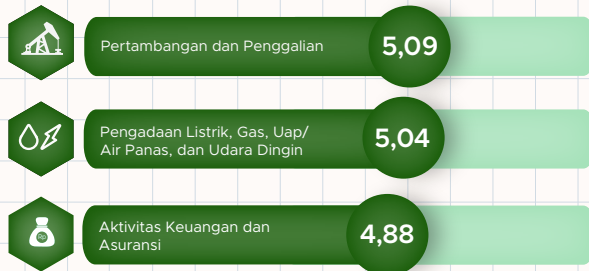 Pertambangan dan Penggalian
5,09
Pengadaan Listrik, Gas, Uap/
Air Panas, dan Udara Dingin
5,04
Aktivitas Keuangan dan
Asuransi
4,88